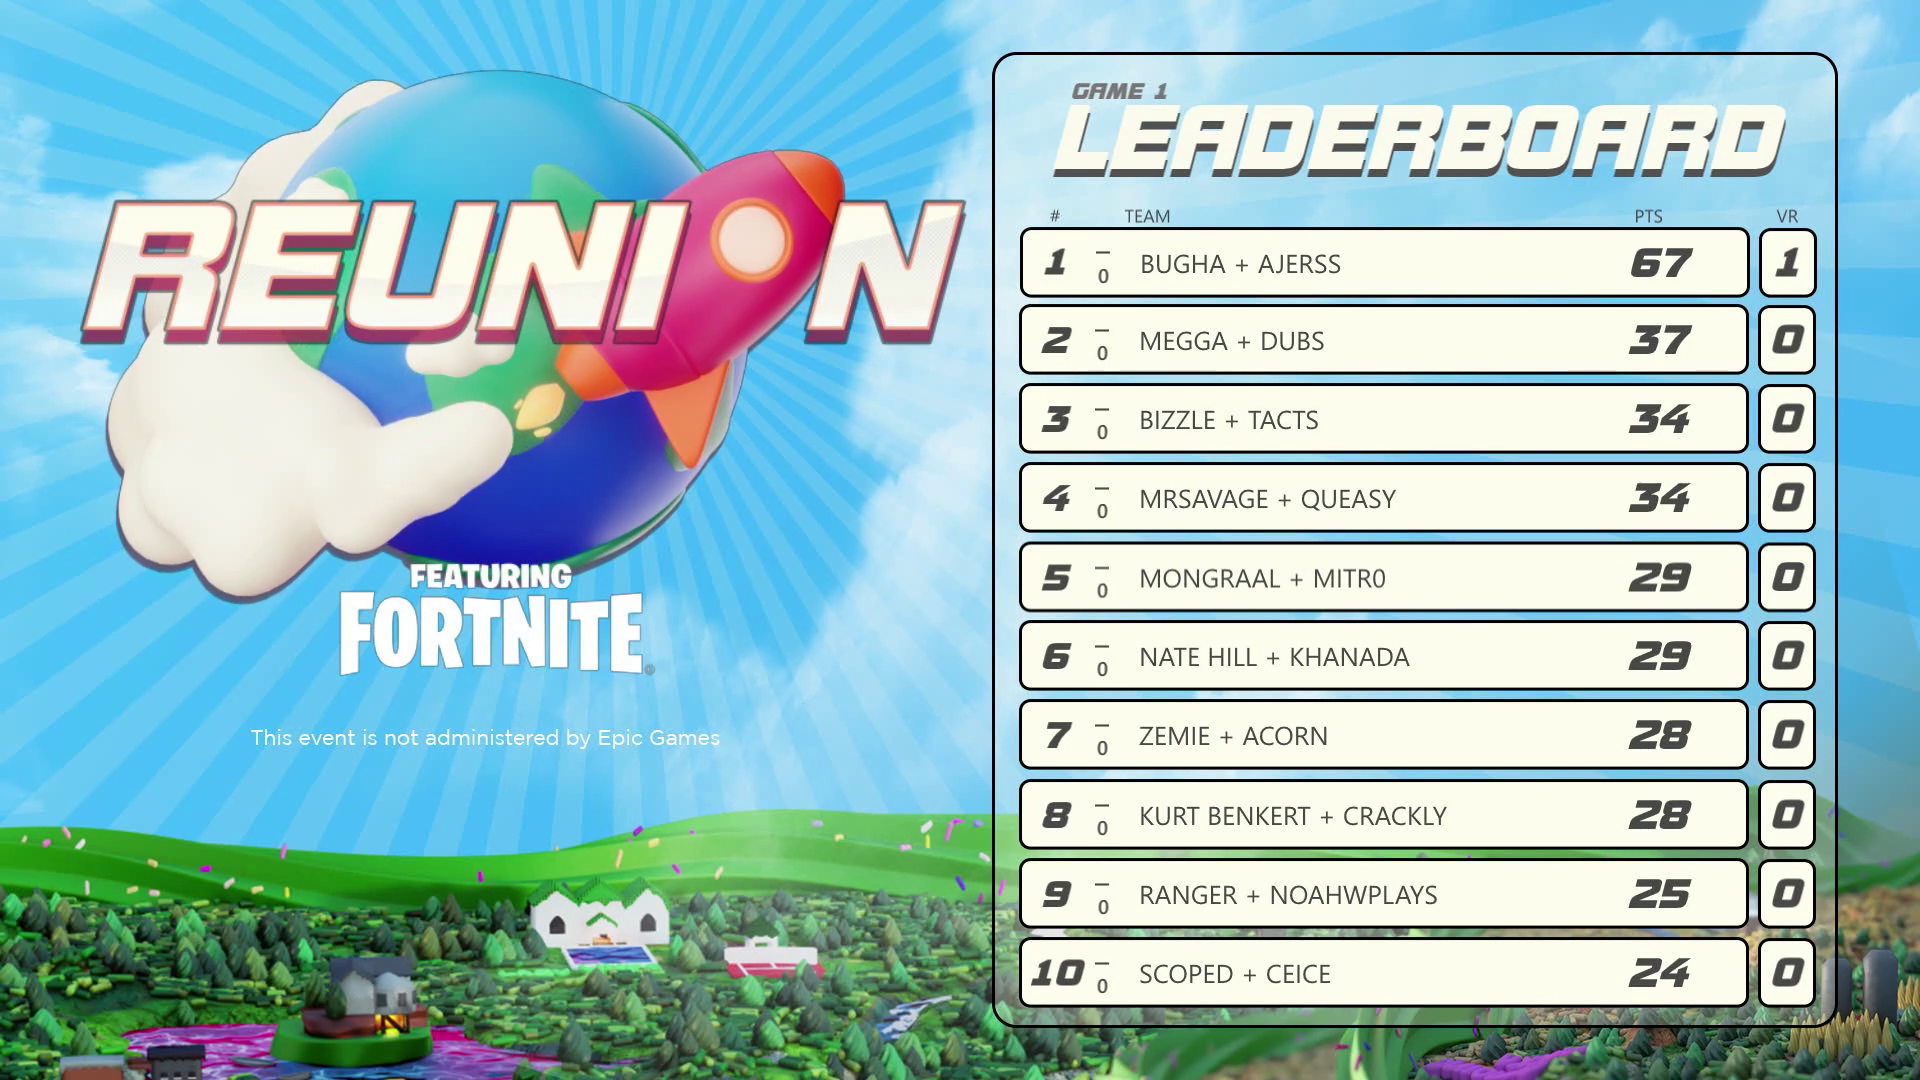 REUNION
FEATURING
FORTNITE
This event is not administered by Epic Games
GAME 1
LEADERBOARD
# TEAM PTS VR
1 – 0 BUGHA + AJERSS 67 1
2 – 0 MEGGA + DUBS 37 0
3 – 0 BIZZLE + TACTS 34 0
4 – 0 MRSAVAGE + QUEASY 34 0
5 – 0 MONGRAAL + MITR0 29 0
6 – 0 NATE HILL + KHANADA 29 0
7 – 0 ZEMIE + ACORN 28 0
8 – 0 KURT BENKERT + CRACKLY 28 0
9 – 0 RANGER + NOAHWPLAYS 25 0
10 – 0 SCOPED + CEICE 24 0